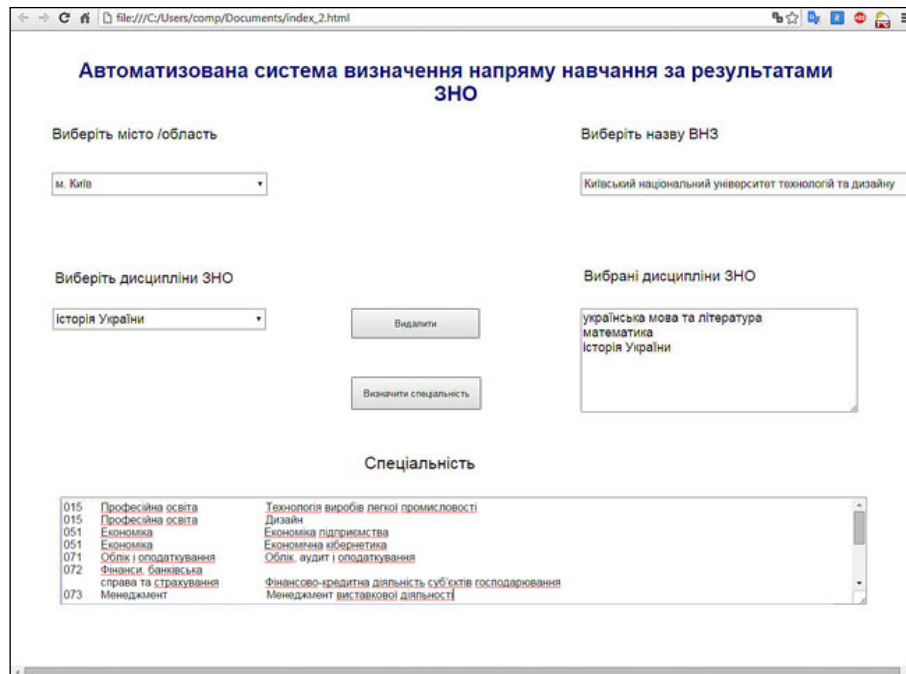 file:///C:/Users/comp/Documents/index_2.html
Автоматизована система визначення напряму навчання за результатами
ЗНО
Виберіть місто /область
Виберіть назву ВНЗ
м. Київ
Київський національний університет технологій та дизайну
Виберіть дисципліни ЗНО
Вибрані дисципліни ЗНО
історія України
Видалити
українська мова та література
математика
історія України
Визначити спеціальність
Спеціальність
015 Професійна освіта Технологія виробів легкої промисловості
015 Професійна освіта Дизайн
051 Економіка Економіка підприємства
051 Економіка Економічна кібернетика
071 Облік і оподаткування Облік, аудит і оподаткування
072 Фінанси, банківська
справа та страхування Фінансово-кредитна діяльність суб'єктів господарювання
073 Менеджмент Менеджмент виставкової діяльності